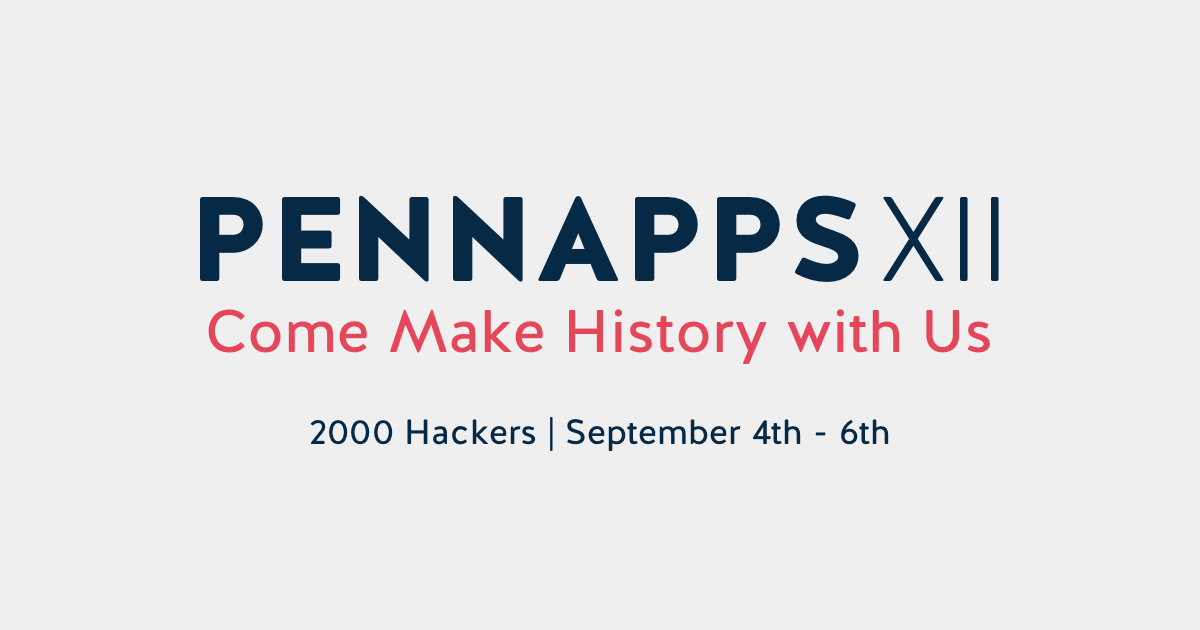 PENNAPPS XII
Come Make History with Us
2000 Hackers | September 4th - 6th